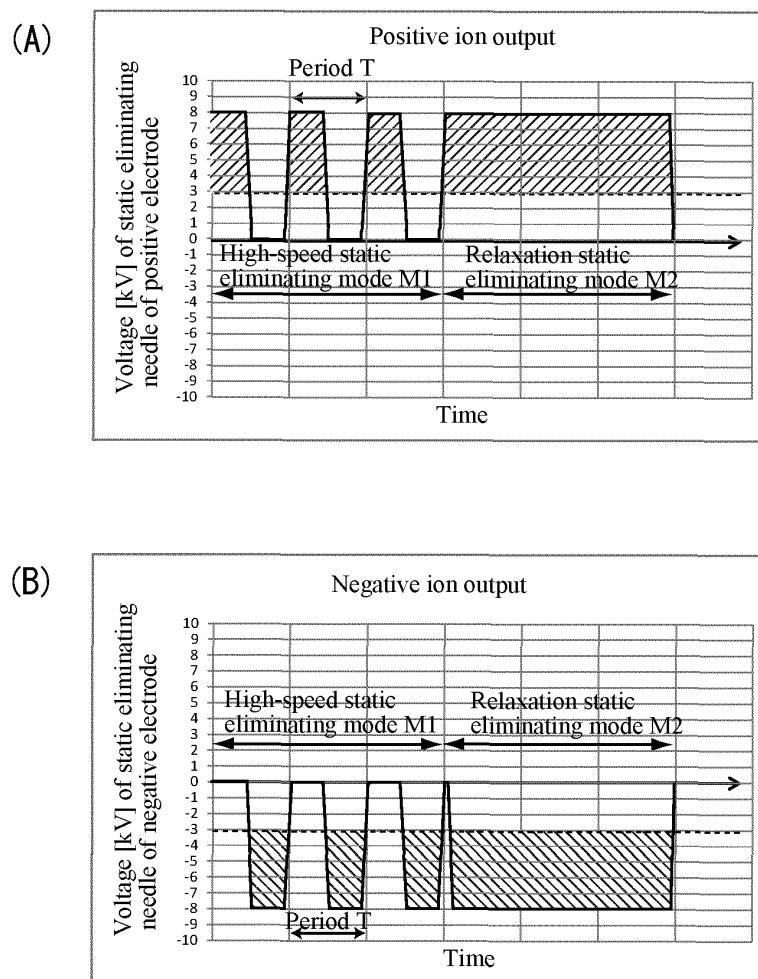 (A)
Positive ion output
Period T
Voltage [kV] of static eliminating
needle of positive electrode
10
9
8
7
6
5
4
3
2
1
0
-1
-2
-3
-4
-5
-6
-7
-8
-9
-10
High-speed static
eliminating mode M1
Relaxation static
eliminating mode M2
Time
(B)
Negative ion output
Voltage [kV] of static eliminating
needle of negative electrode
10
9
8
7
6
5
4
3
2
1
0
-1
-2
-3
-4
-5
-6
-7
-8
-9
-10
High-speed static
eliminating mode M1
Relaxation static
eliminating mode M2
Period T
Time